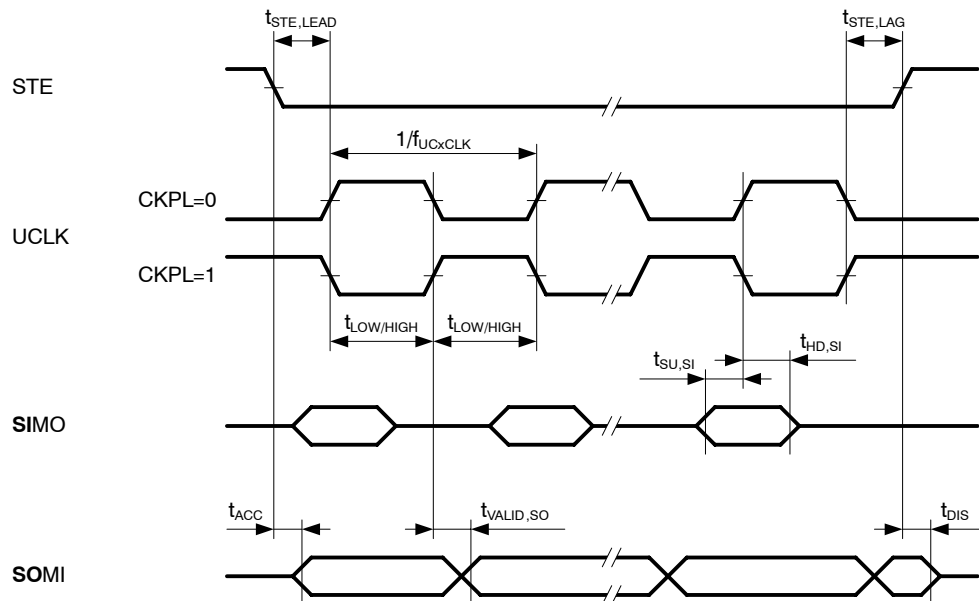 tSTE,LEAD
tSTE,LAG
STE
1/fUCxCLK
CKPL=0
UCLK
CKPL=1
tLOW/HIGH tLOW/HIGH
tHD,SI
tSU,SI
SIMO
tACC
tVALID,SO
tDIS
SOMI